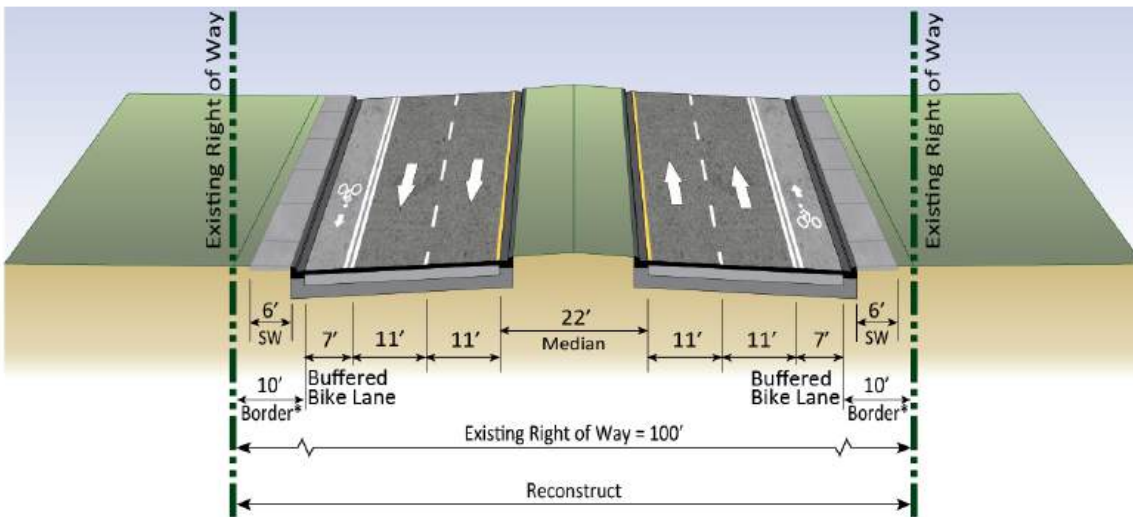 Existing Right of Way
Existing Right of Way
6'
SW
7'
11'
11'
22'
Median
11'
11'
7'
6'
SW
10'
Border*
Buffered
Bike Lane
Buffered
Bike Lane
10'
Border*
Existing Right of Way = 100'
Reconstruct